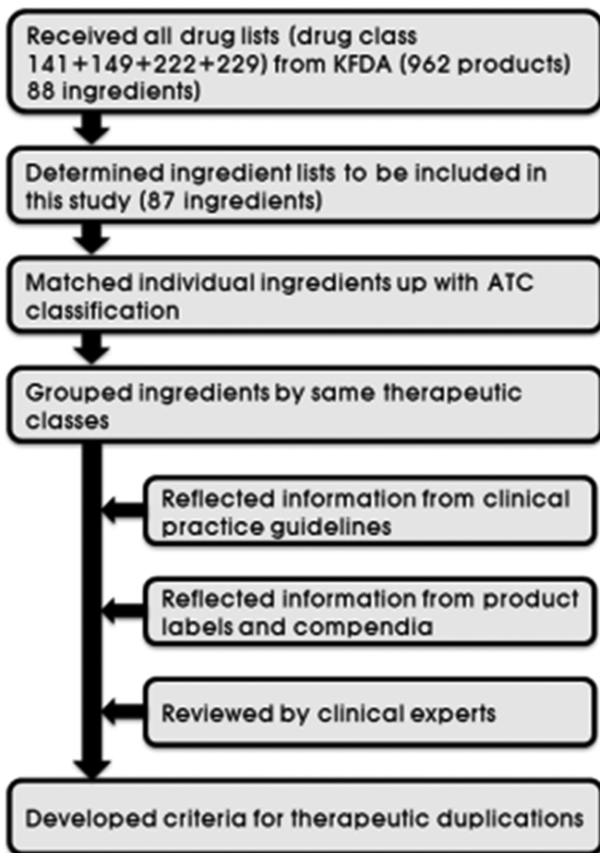 Received all drug lists (drug class
141+149+222+229) from KFDA (962 products)
88 ingredients)
Determined ingredient lists to be included in
this study (87 ingredients)
Matched individual ingredients up with ATC
classification
Grouped ingredients by same therapeutic
classes
Reflected information from clinical
practice guidelines
Reflected information from product
labels and compendia
Reviewed by clinical experts
Developed criteria for therapeutic duplications